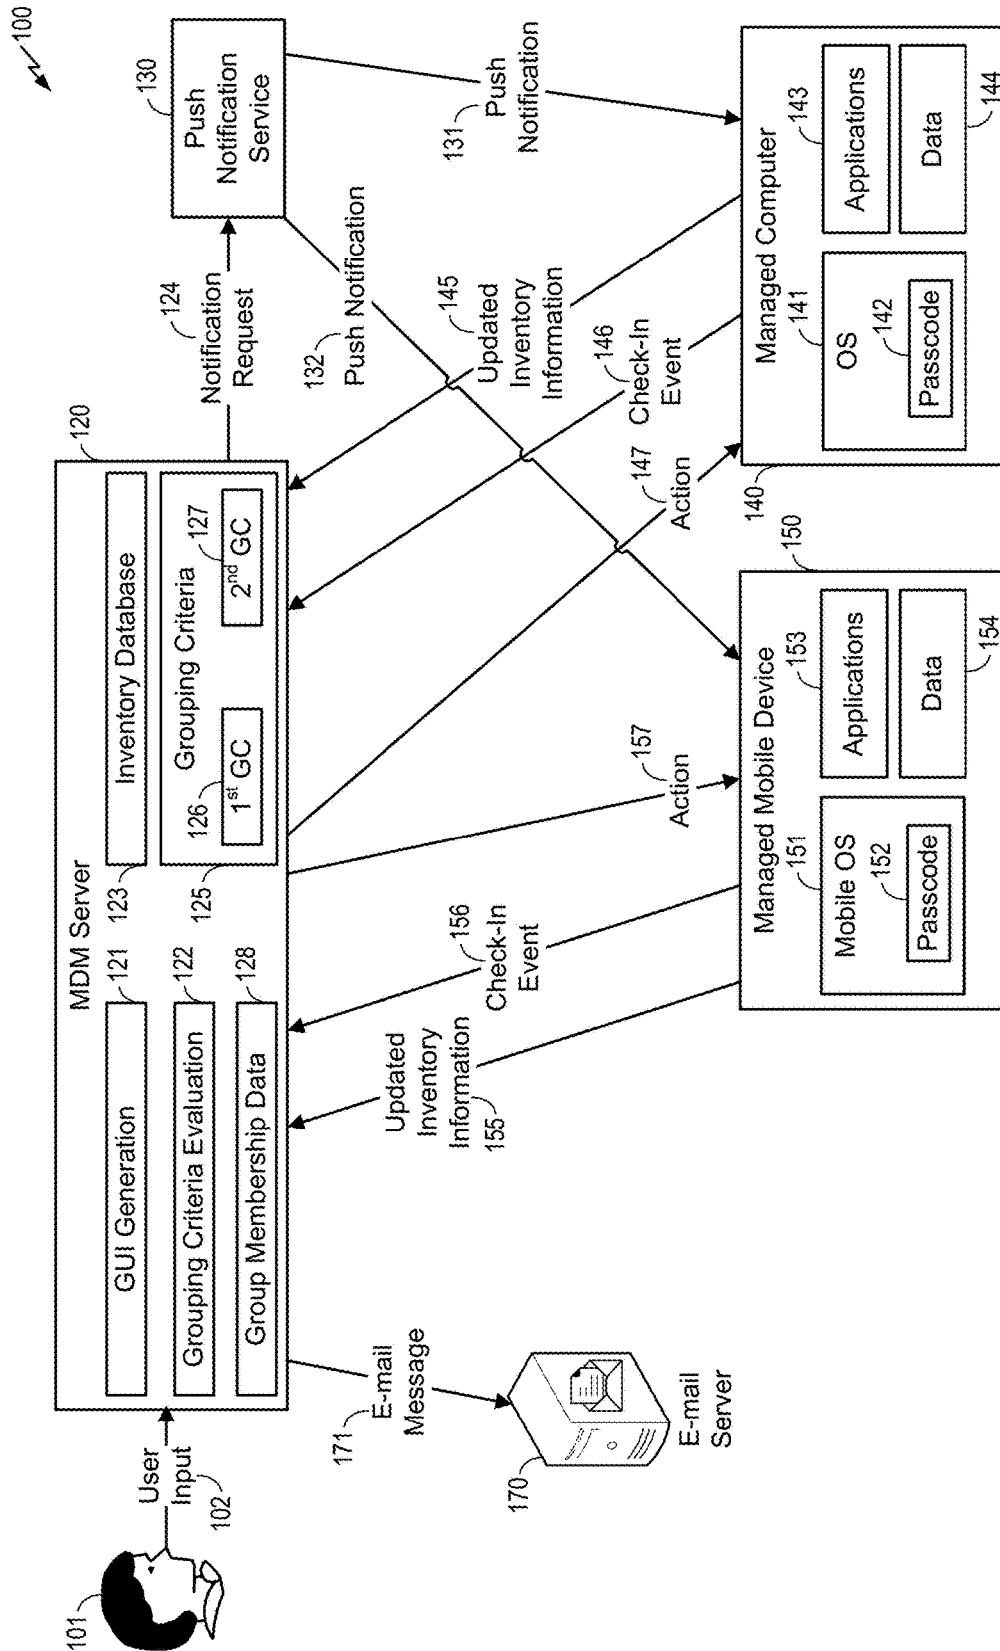 100
101
User
Input
102
MDM Server
120
GUI Generation
121
Grouping Criteria Evaluation
122
Group Membership Data
128
Inventory Database
123
Grouping Criteria
125
126
1st GC
127
2nd GC
124
Notification
Request
130
Push
Notification
Service
131
Push
Notification
132
Push Notification
145
Updated
Inventory
Information
146
Check-In
Event
147
Action
157
Action
156
Check-In
Event
Updated
Inventory
Information
155
171
E-mail
Message
170
E-mail
Server
150
Managed Mobile Device
151
Mobile OS
152
Passcode
153
Applications
Data
154
140
Managed Computer
141
OS
142
Passcode
143
Applications
Data
144